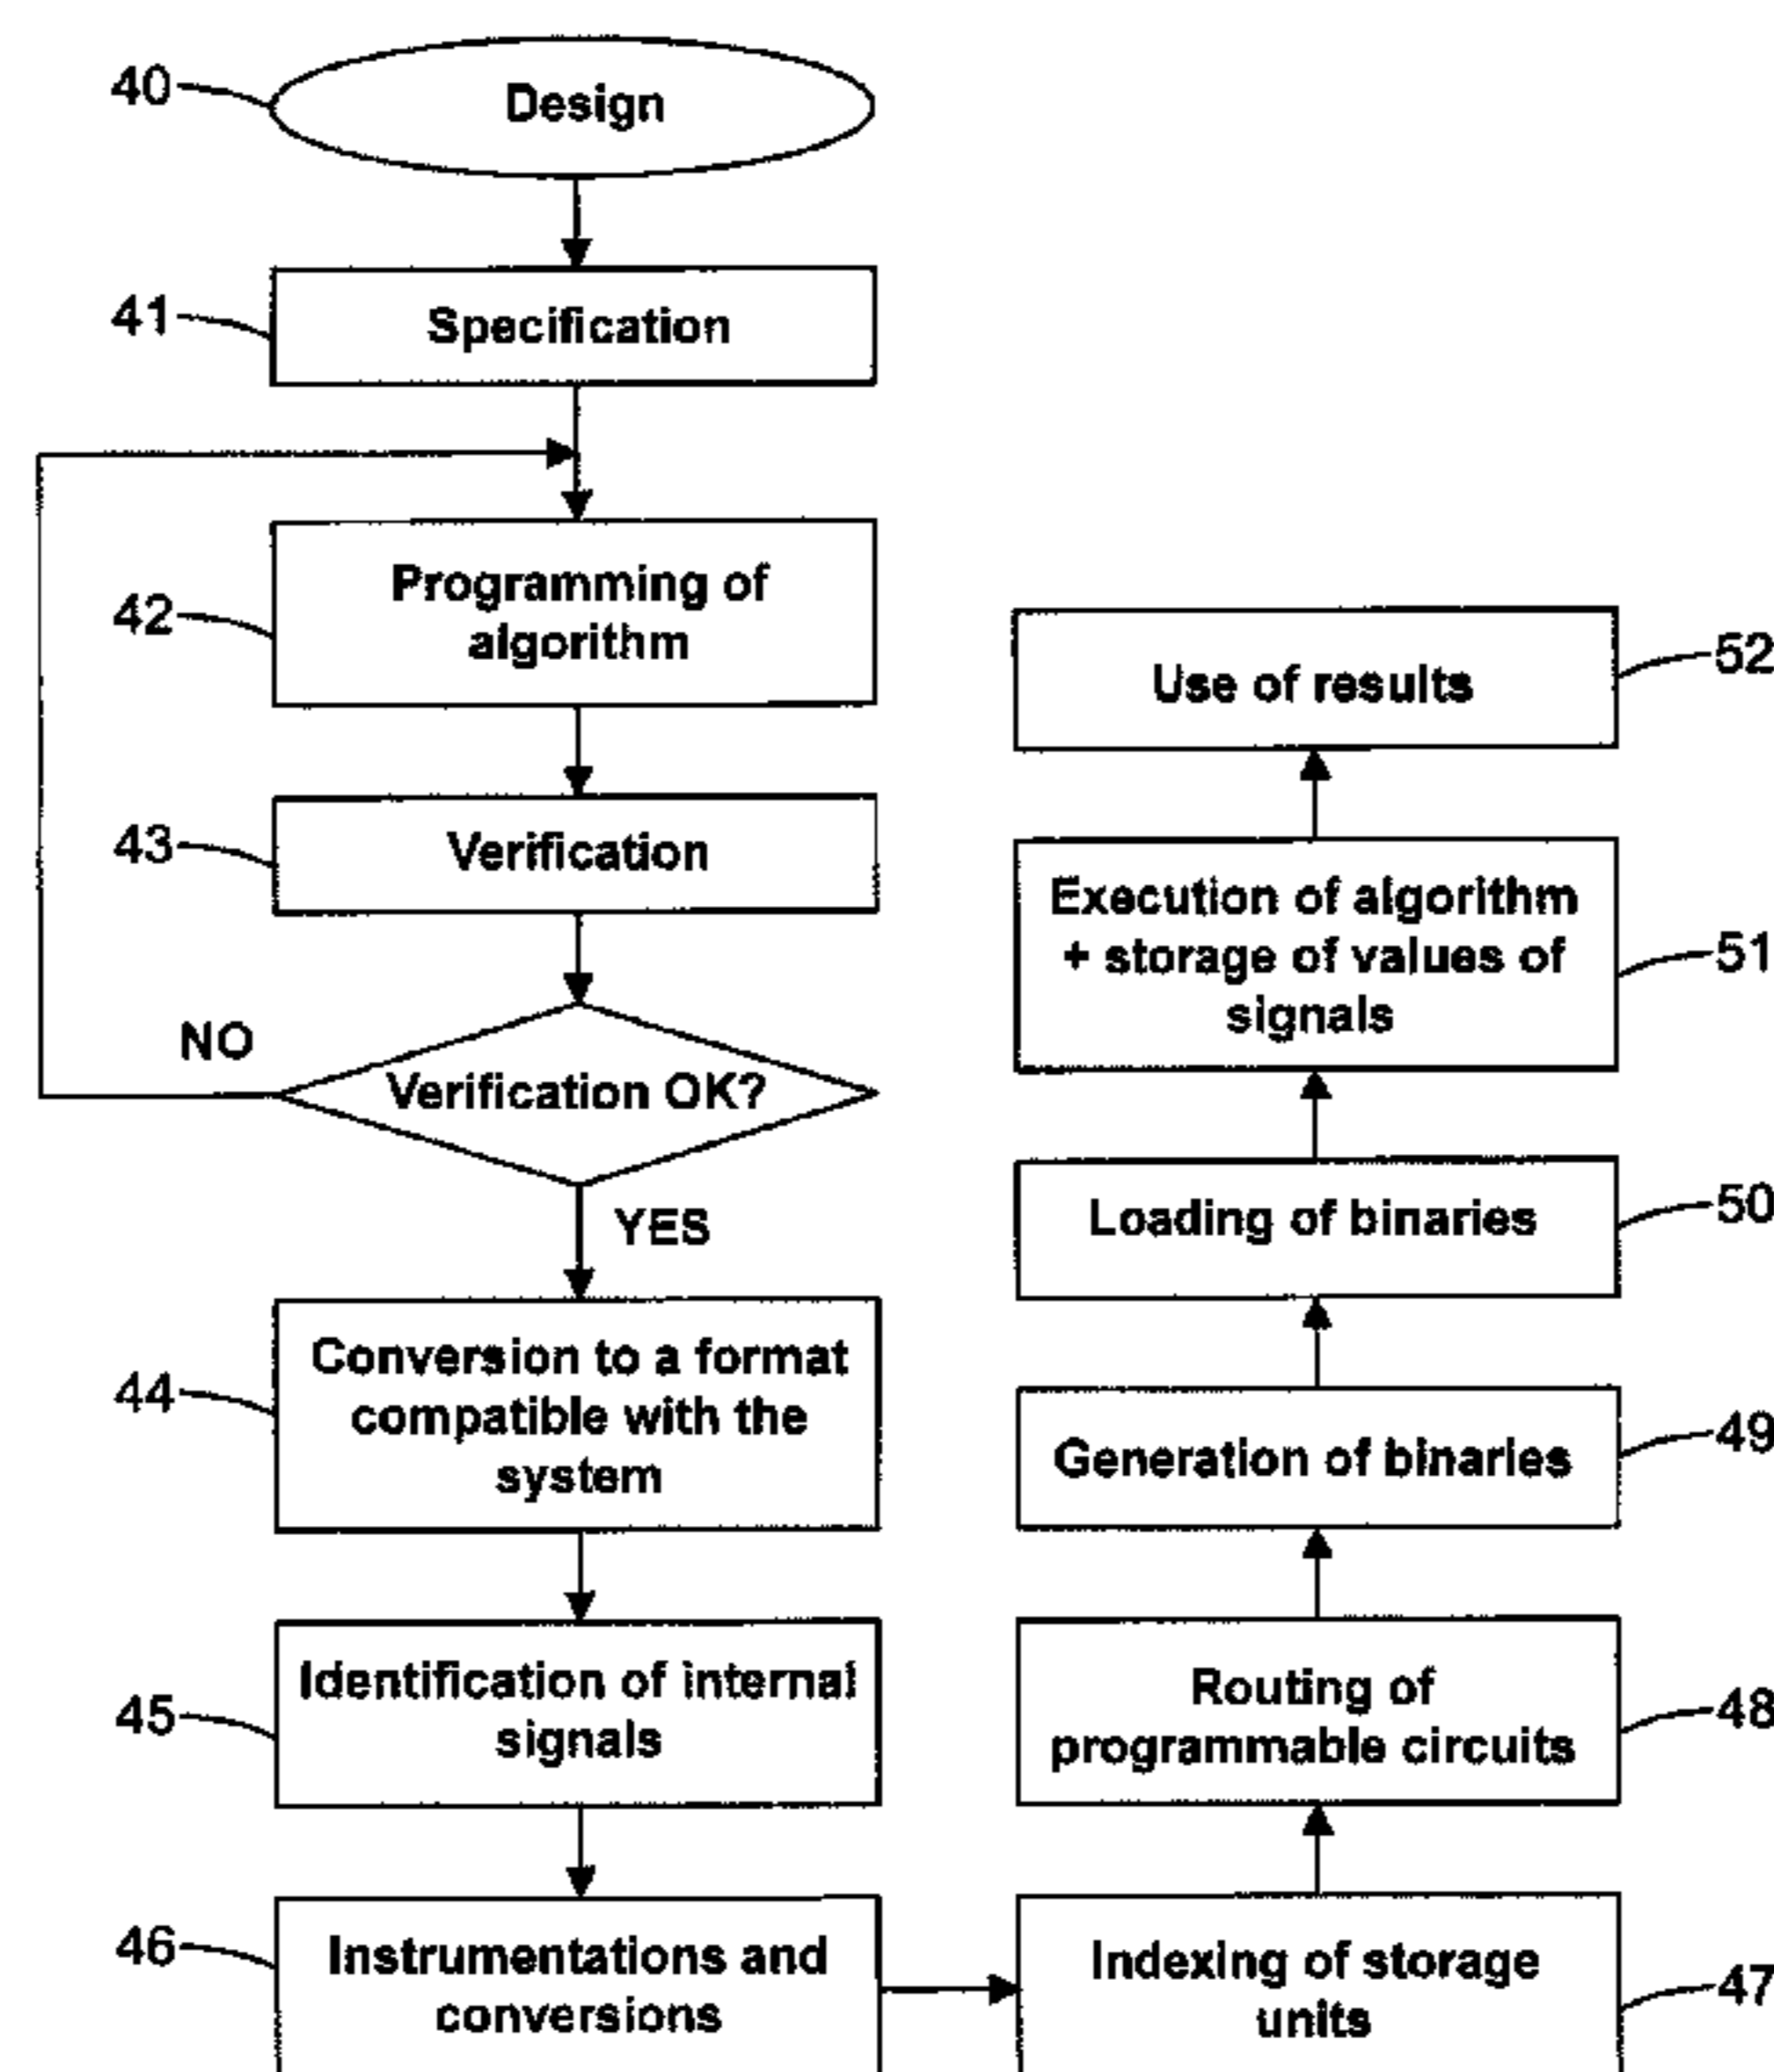 40
Design
41
Specification
42
Programming of
algorithm
43
Verification
NO
Verification OK?
YES
44
Conversion to a format
compatible with the
system
45
Identification of internal
signals
46
Instrumentations and
conversions
Use of results
52
Execution of algorithm
+ storage of values of
signals
51
Loading of binaries
50
Generation of binaries
49
Routing of
programmable circuits
48
Indexing of storage
units
47